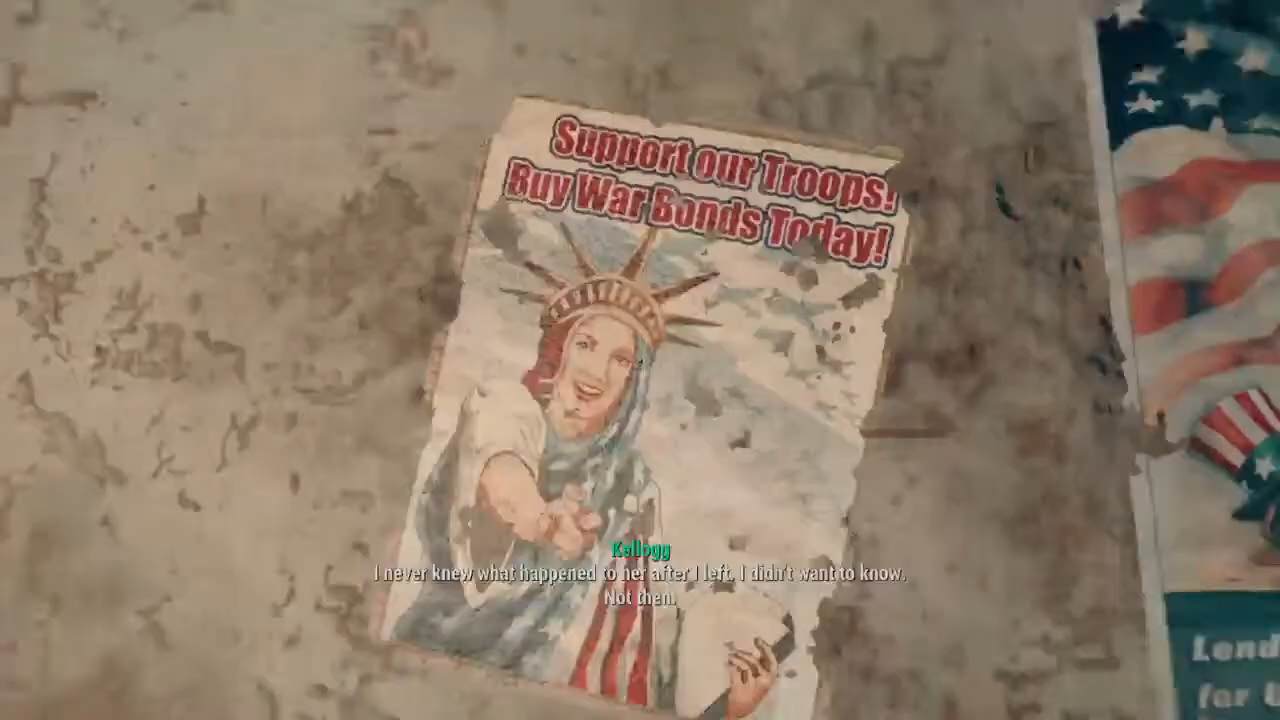 Support our Troops!
Buy War Bonds Today!
Kellogg
I never knew what happened to her after I left. I didn't want to know.
Not then.
Lend
for U